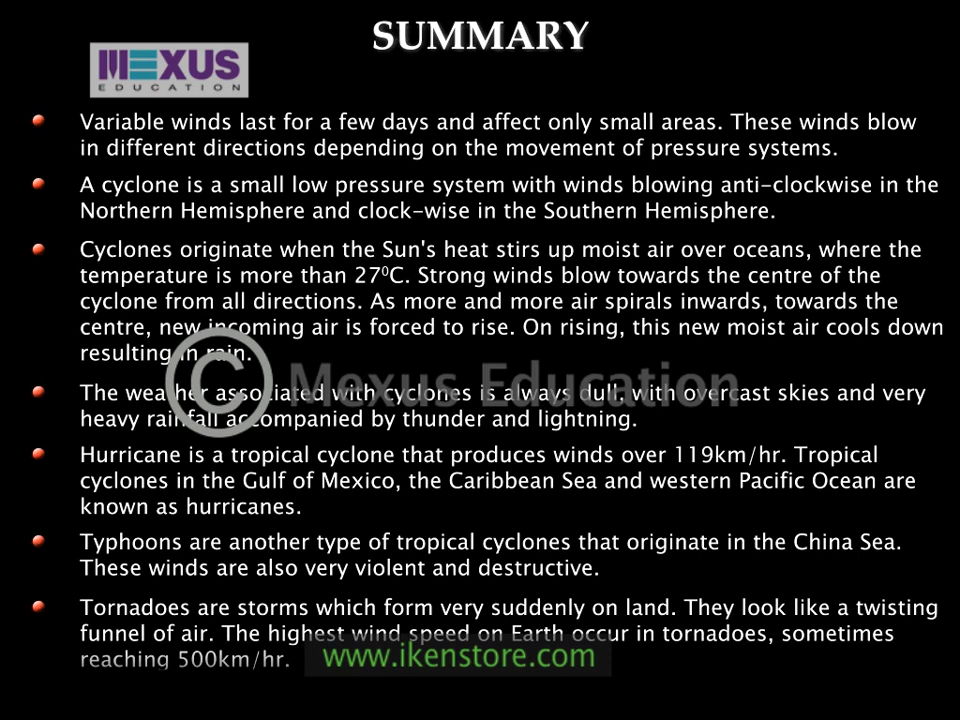 SUMMARY
MEXUS
EDUCATION
Variable winds last for a few days and affect only small areas. These winds blow
in different directions depending on the movement of pressure systems.
A cyclone is a small low pressure system with winds blowing anti-clockwise in the
Northern Hemisphere and clock-wise in the Southern Hemisphere.
Cyclones originate when the Sun's heat stirs up moist air over oceans, where the
temperature is more than 27⁰C. Strong winds blow towards the centre of the
cyclone from all directions. As more and more air spirals inwards, towards the
centre, new incoming air is forced to rise. On rising, this new moist air cools down
resulting in rain.
© Mexus Education
The weather associated with cyclones is always dull, with overcast skies and very
heavy rainfall accompanied by thunder and lightning.
Hurricane is a tropical cyclone that produces winds over 119km/hr. Tropical
cyclones in the Gulf of Mexico, the Caribbean Sea and western Pacific Ocean are
known as hurricanes.
Typhoons are another type of tropical cyclones that originate in the China Sea.
These winds are also very violent and destructive.
Tornadoes are storms which form very suddenly on land. They look like a twisting
funnel of air. The highest wind speed on Earth occur in tornadoes, sometimes
reaching 500km/hr.
www.ikenstore.com